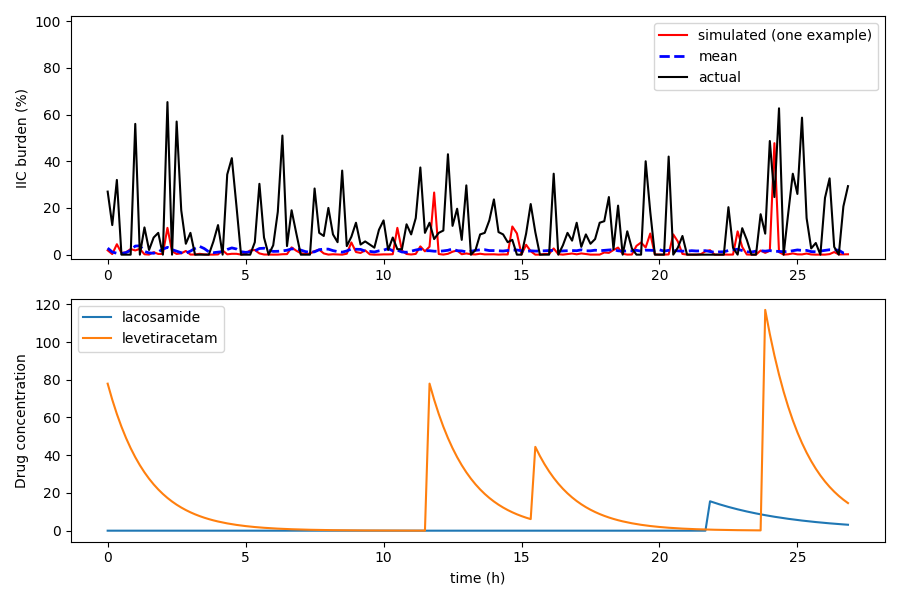 100
80
60
40
20
0
IIC burden (%)
simulated (one example)
mean
actual
0 5 10 15 20 25
120
100
80
60
40
20
0
Drug concentration
lacosamide
levetiracetam
0 5 10 15 20 25
time (h)